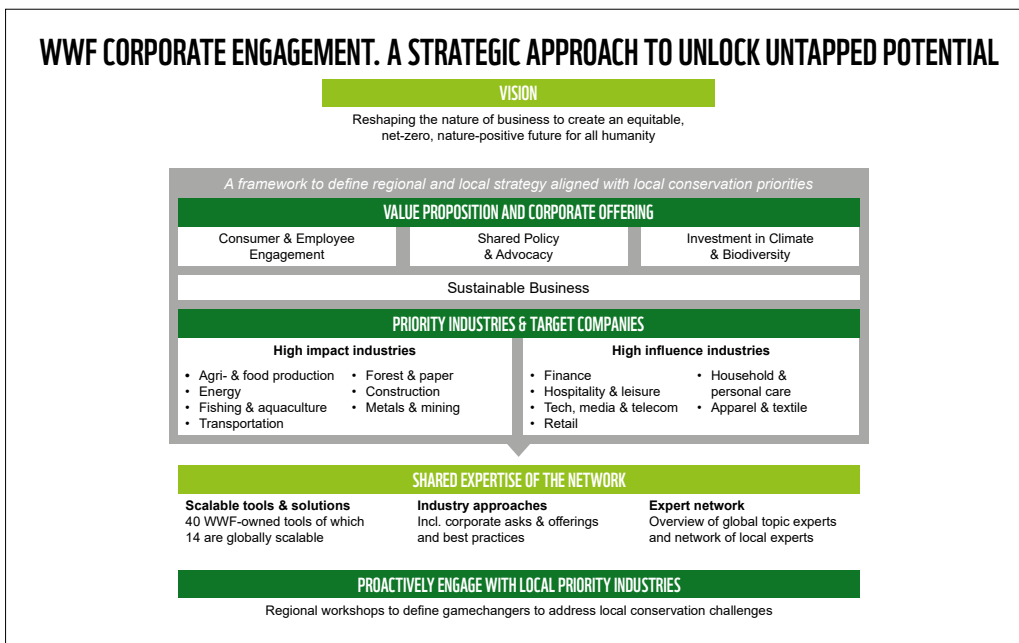 WWF CORPORATE ENGAGEMENT. A STRATEGIC APPROACH TO UNLOCK UNTAPPED POTENTIAL
VISION
Reshaping the nature of business to create an equitable,
net-zero, nature-positive future for all humanity
A framework to define regional and local strategy aligned with local conservation priorities
VALUE PROPOSITION AND CORPORATE OFFERING
Consumer & Employee
Engagement
Shared Policy
& Advocacy
Investment in Climate
& Biodiversity
Sustainable Business
PRIORITY INDUSTRIES & TARGET COMPANIES
High impact industries
• Agri- & food production
• Energy
• Fishing & aquaculture
• Transportation
• Forest & paper
• Construction
• Metals & mining
High influence industries
• Finance
• Hospitality & leisure
• Tech, media & telecom
• Retail
• Household &
personal care
• Apparel & textile
SHARED EXPERTISE OF THE NETWORK
Scalable tools & solutions
40 WWF-owned tools of which
14 are globally scalable
Industry approaches
Incl. corporate asks & offerings
and best practices
Expert network
Overview of global topic experts
and network of local experts
PROACTIVELY ENGAGE WITH LOCAL PRIORITY INDUSTRIES
Regional workshops to define gamechangers to address local conservation challenges